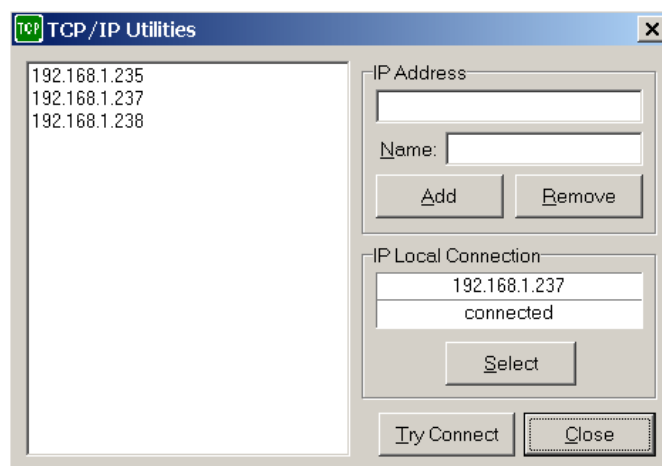 TCP TCP/IP Utilities
192.168.1.235
192.168.1.237
192.168.1.238
IP Address
Name:
Add Remove
IP Local Connection
192.168.1.237
connected
Select
Try Connect Close